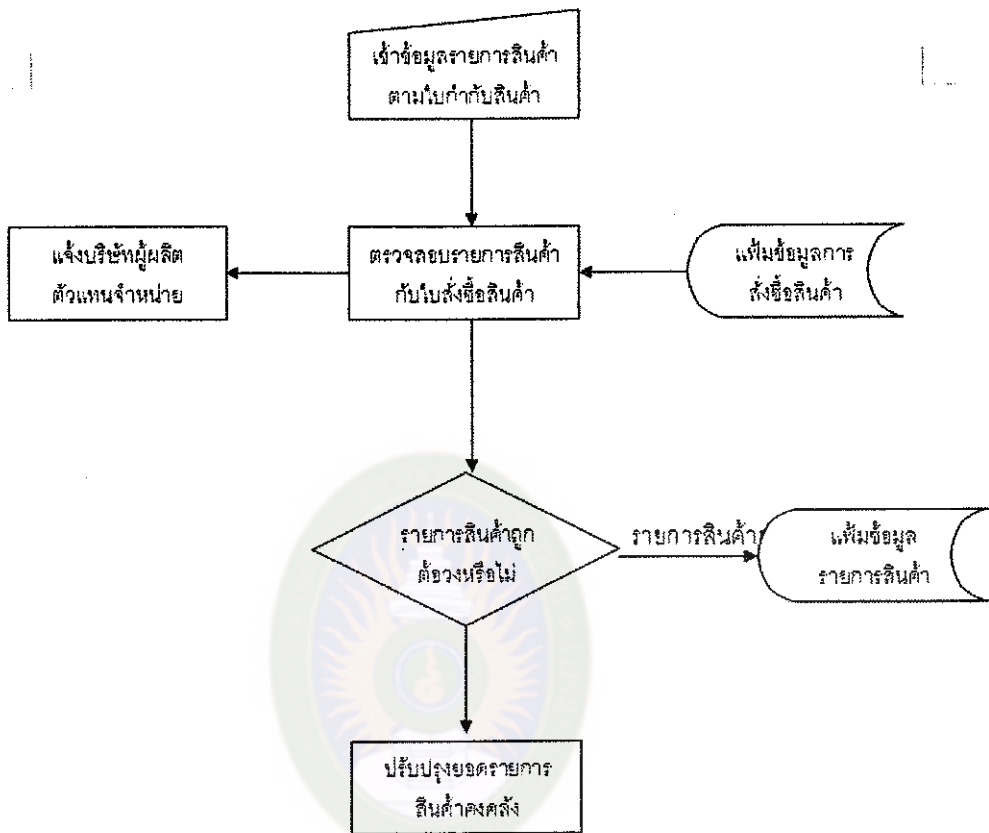 เข้าข้อมูลรายการสินค้า
ตามใบกำกับสินค้า
แจ้งบริษัทผู้ผลิต
ตัวแทนจำหน่าย
ตรวจสอบรายการสินค้า
กับใบสั่งซื้อสินค้า
แฟ้มข้อมูลการ
สั่งซื้อสินค้า
รายการสินค้าถูก
ต้องหรือไม่
รายการสินค้า
แฟ้มข้อมูล
รายการสินค้า
ปรับปรุงยอดรายการ
สินค้าคงคลัง